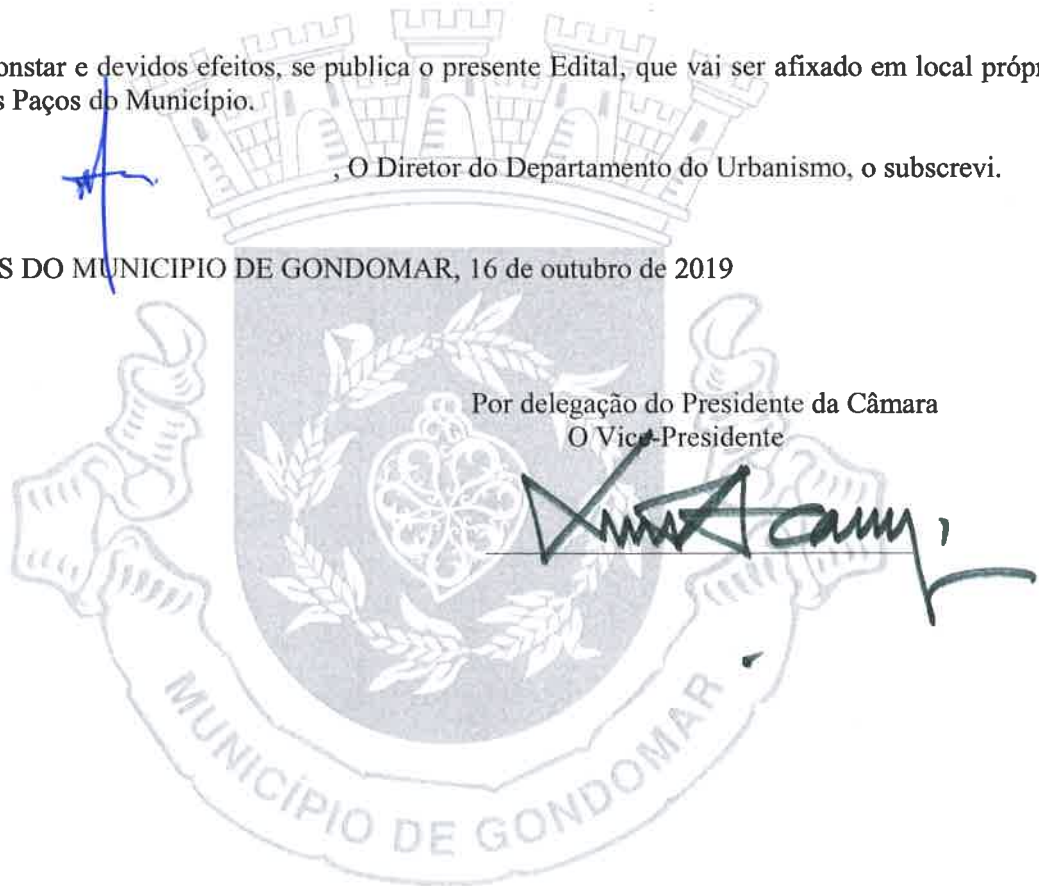 onstar e devidos efeitos, se publica o presente Edital, que vai ser afixado em local própr
s Paços do Município.
, O Diretor do Departamento do Urbanismo, o subscrevi.
S DO MUNICIPIO DE GONDOMAR, 16 de outubro de 2019
Por delegação do Presidente da Câmara
O Vice-Presidente
MUNICÍPIO DE GONDOMAR